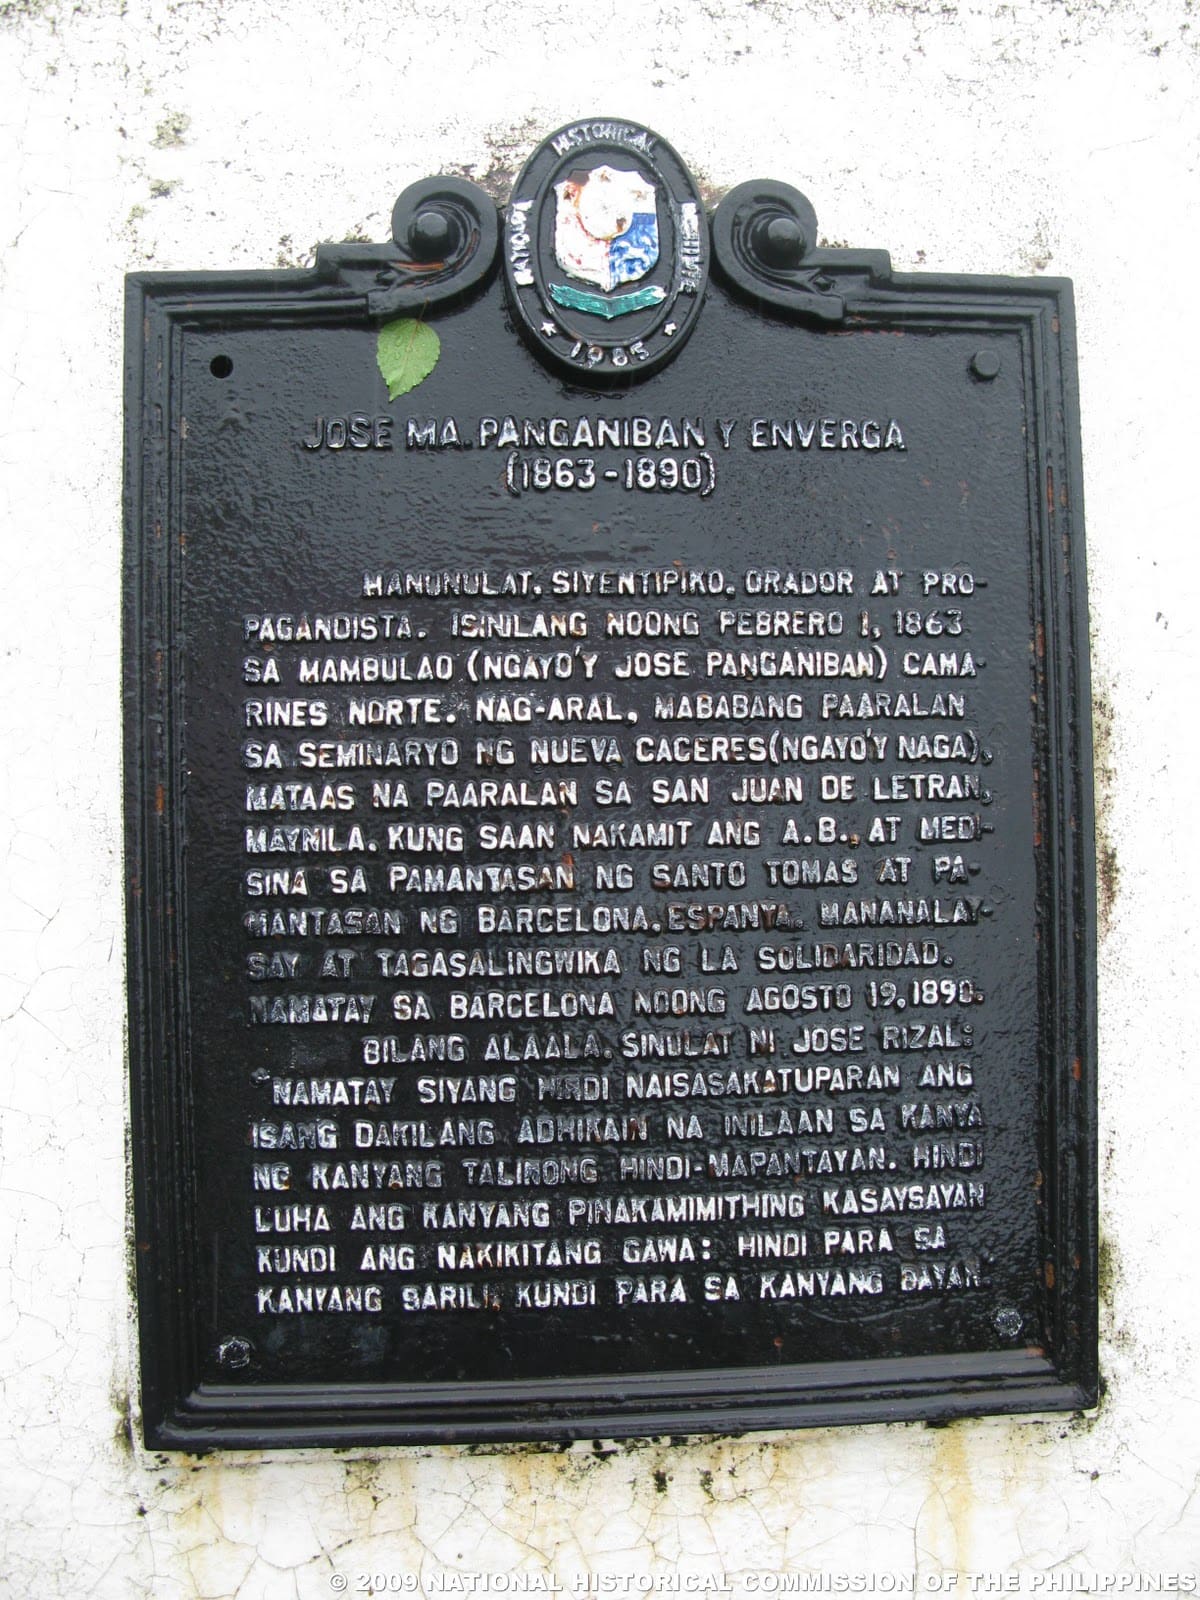 NATIONAL HISTORICAL INSTITUTE
1985
JOSE MA. PANGANIBAN Y ENVERGA
(1863-1890)
MANUNULAT, SIYENTIPIKO, ORADOR AT PRO-
PAGANDISTA. ISINILANG NOONG PEBRERO 1, 1863
SA MAMBULAO (NGAYO'Y JOSE PANGANIBAN) CAMA-
RINES NORTE. NAG-ARAL, MABABANG PAARALAN
SA SEMINARYO NG NUEVA CACERES (NGAYO'Y NAGA),
MATAAS NA PAARALAN SA SAN JUAN DE LETRAN,
MAYNILA, KUNG SAAN NAKAMIT ANG A.B., AT MEDI-
SINA SA PAMANTASAN NG SANTO TOMAS AT PA-
MANTASAN NG BARCELONA, ESPANYA. MANANALAY-
SAY AT TAGASALINGWIKA NG LA SOLIDARIDAD.
NAMATAY SA BARCELONA NOONG AGOSTO 19, 1890.
BILANG ALAALA, SINULAT NI JOSE RIZAL:
"NAMATAY SIYANG HINDI NAISASAKATUPARAN ANG
ISANG DAKILANG ADHIKAIN NA INILAAN SA KANYA
NG KANYANG TALINONG HINDI-MAPANTAYAN. HINDI
LUHA ANG KANYANG PINAKAMIMITHING KASAYSAYAN
KUNDI ANG NAKIKITANG GAWA: HINDI PARA SA
KANYANG SARILI, KUNDI PARA SA KANYANG BAYAN."
© 2009 NATIONAL HISTORICAL COMMISSION OF THE PHILIPPINES